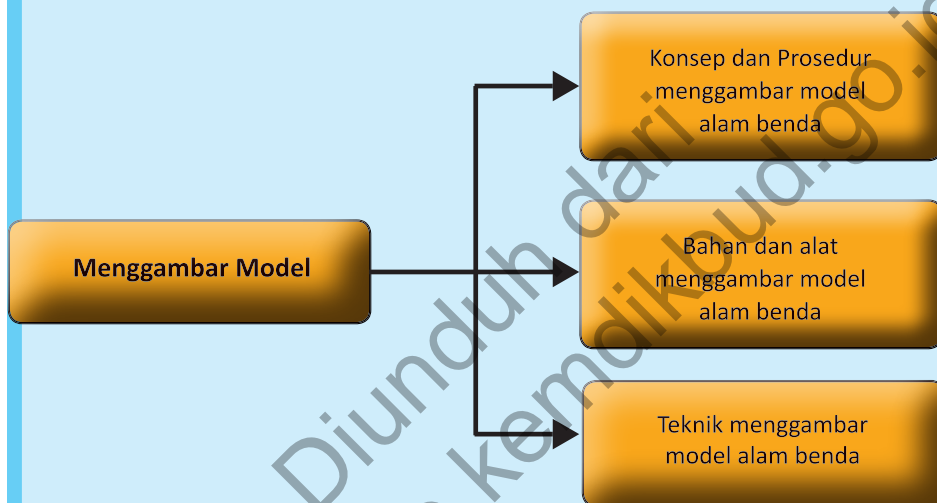 Konsep dan Prosedur
menggambar model
alam benda
Menggambar Model
Bahan dan alat
menggambar model
alam benda
Teknik menggambar
model alam benda
Diunduh dari
kemdikbud.go.i